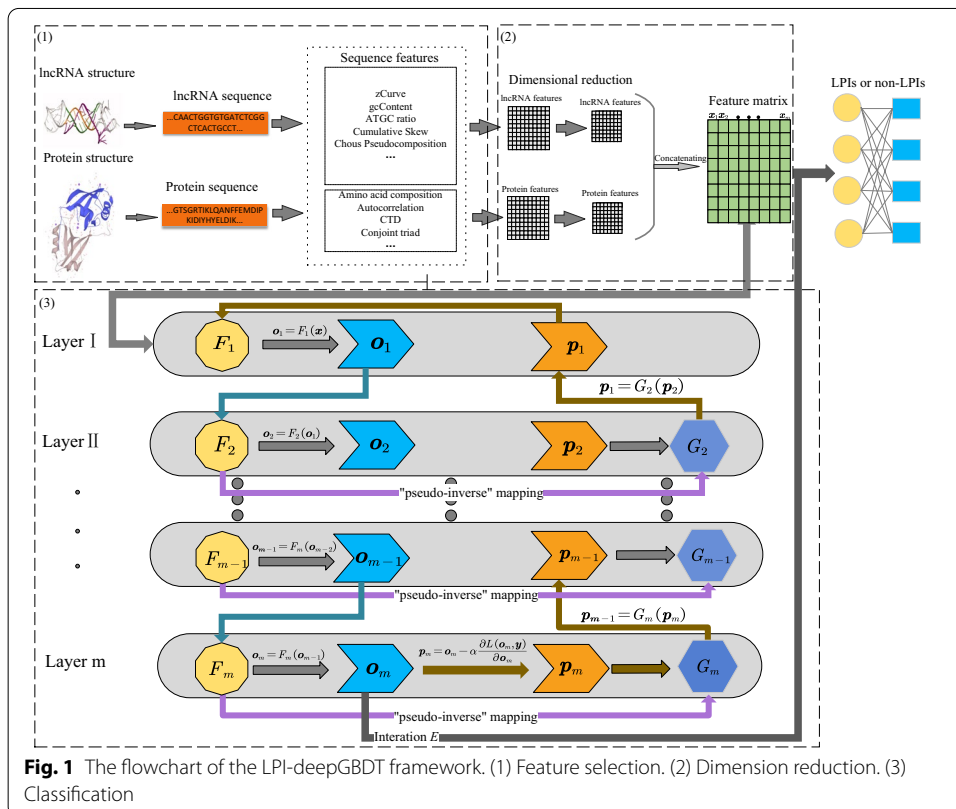 (1)
lncRNA structure
lncRNA sequence
...CAACTGGTGTGATCTCGG
CTCACTGCCT...
Protein structure
Protein sequence
...GTSGRTIKLQANFFEMDIP
KIDIYHYELDIK...
Sequence features
zCurve
gcContent
ATGC ratio
Cumulative Skew
Chous Pseudocomposition
...
Amino acid composition
Autocorrelation
CTD
Conjoint triad
...
(2)
Dimensional reduction
lncRNA features
lncRNA features
Protein features
Protein features
Concatenating
Feature matrix
LPIs or non-LPIs
(3)
Layer Ⅰ
F₁
o₁=F₁(x)
o₁
p₁
p₁=G₂(p₂)
Layer Ⅱ
F₂
o₂=F₂(o₁)
o₂
p₂
G₂
"pseudo-inverse" mapping
Fₘ₋₁
oₘ₋₁=Fₘ(oₘ₋₂)
oₘ₋₁
pₘ₋₁
Gₘ₋₁
"pseudo-inverse" mapping
pₘ₋₁=Gₘ(pₘ)
Layer m
Fₘ
oₘ=Fₘ(oₘ₋₁)
oₘ
pₘ=oₘ−α ∂L(oₘ,y)/∂oₘ
pₘ
Gₘ
"pseudo-inverse" mapping
Interation E
Fig. 1 The flowchart of the LPI-deepGBDT framework. (1) Feature selection. (2) Dimension reduction. (3)
Classification